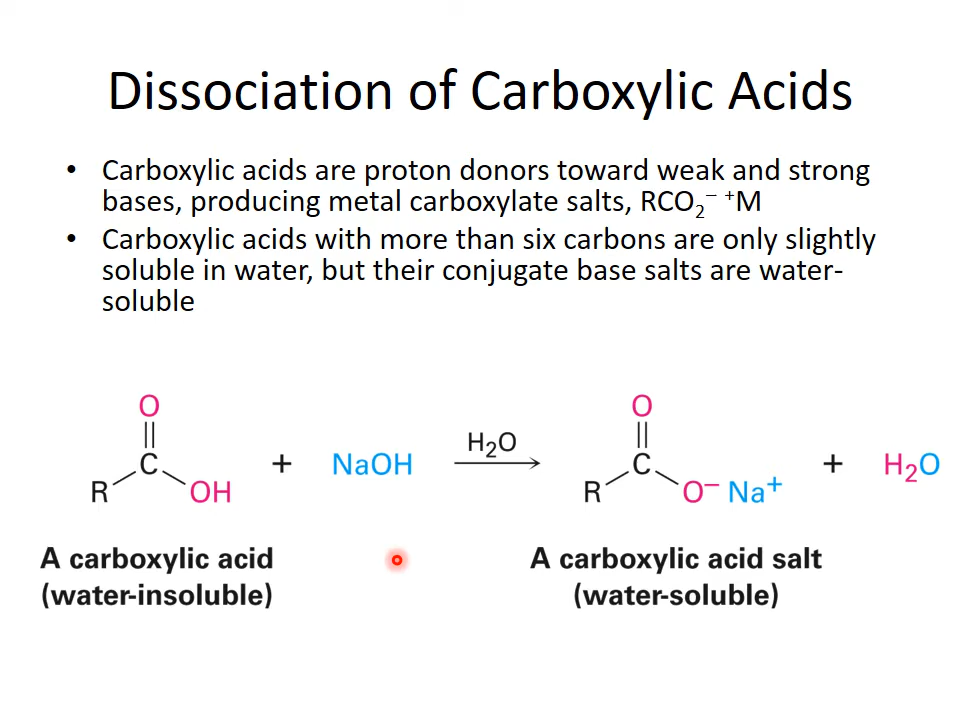 Dissociation of Carboxylic Acids
• Carboxylic acids are proton donors toward weak and strong
bases, producing metal carboxylate salts, RCO₂⁻ ⁺M
• Carboxylic acids with more than six carbons are only slightly
soluble in water, but their conjugate base salts are water-
soluble
O O
C + NaOH H₂O C + H₂O
R OH R O⁻ Na⁺
A carboxylic acid A carboxylic acid salt
(water-insoluble) (water-soluble)